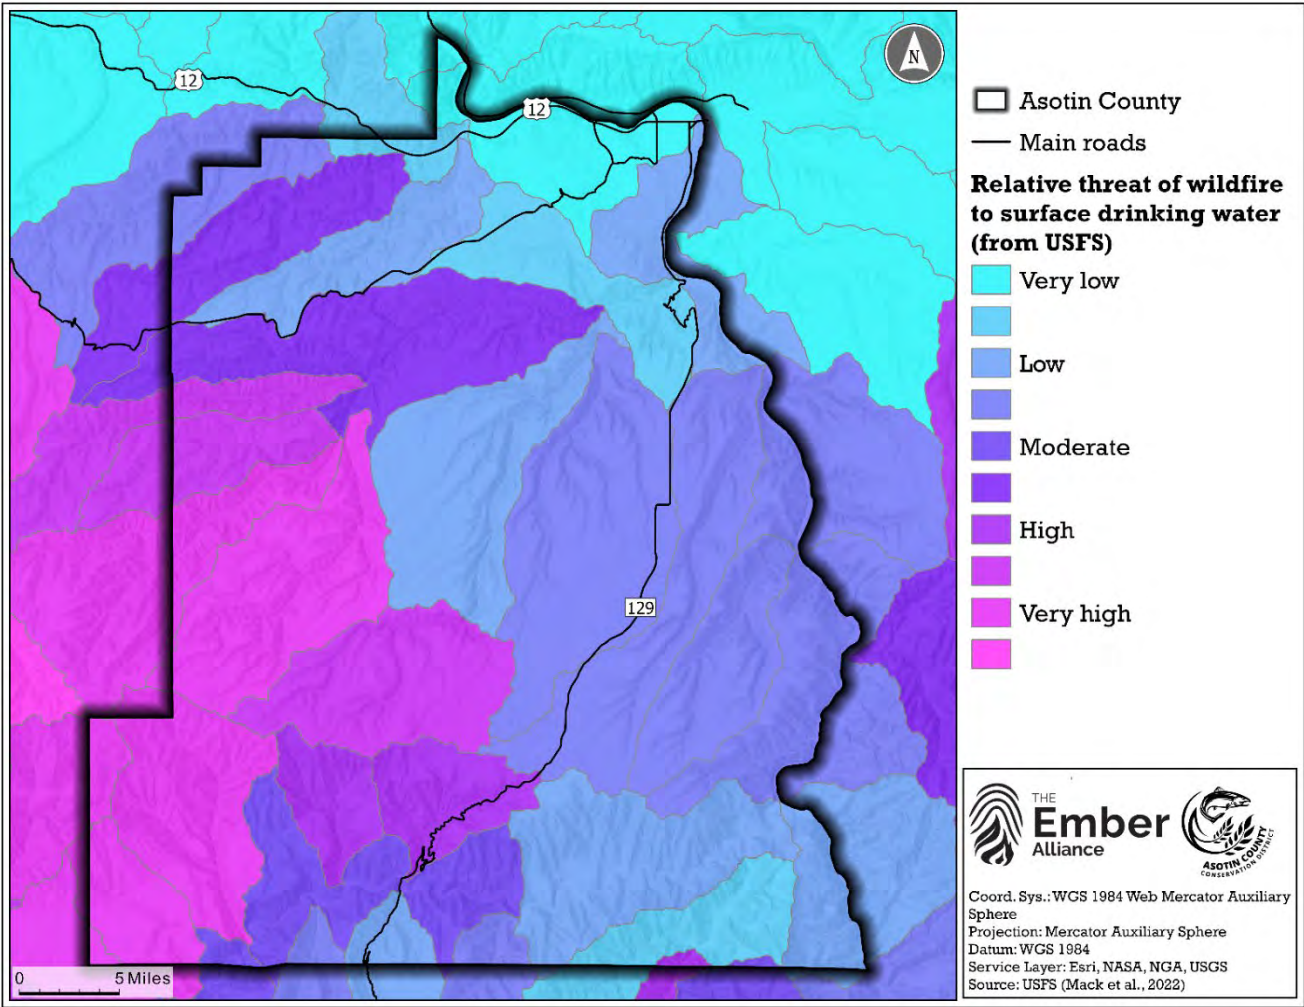 12
12
129
N
0 5 Miles
Asotin County
Main roads
Relative threat of wildfire
to surface drinking water
(from USFS)
Very low
Low
Moderate
High
Very high
THE
Ember
Alliance
ASOTIN COUNTY
CONSERVATION DISTRICT
Coord. Sys.: WGS 1984 Web Mercator Auxiliary
Sphere
Projection: Mercator Auxiliary Sphere
Datum: WGS 1984
Service Layer: Esri, NASA, NGA, USGS
Source: USFS (Mack et al., 2022)